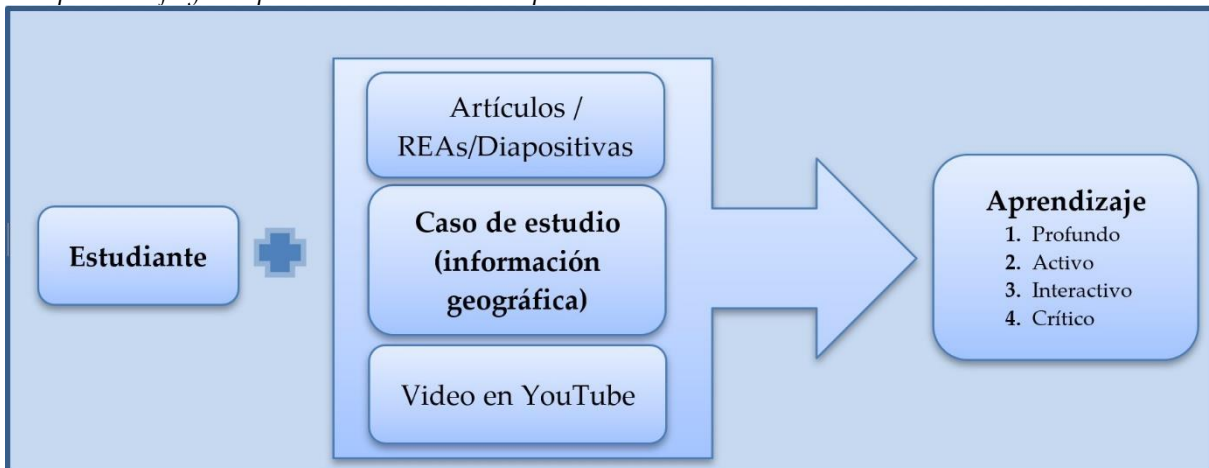 Estudiante
Artículos /
REAs/Diapositivas
Caso de estudio
(información
geográfica)
Video en YouTube
Aprendizaje
1. Profundo
2. Activo
3. Interactivo
4. Crítico